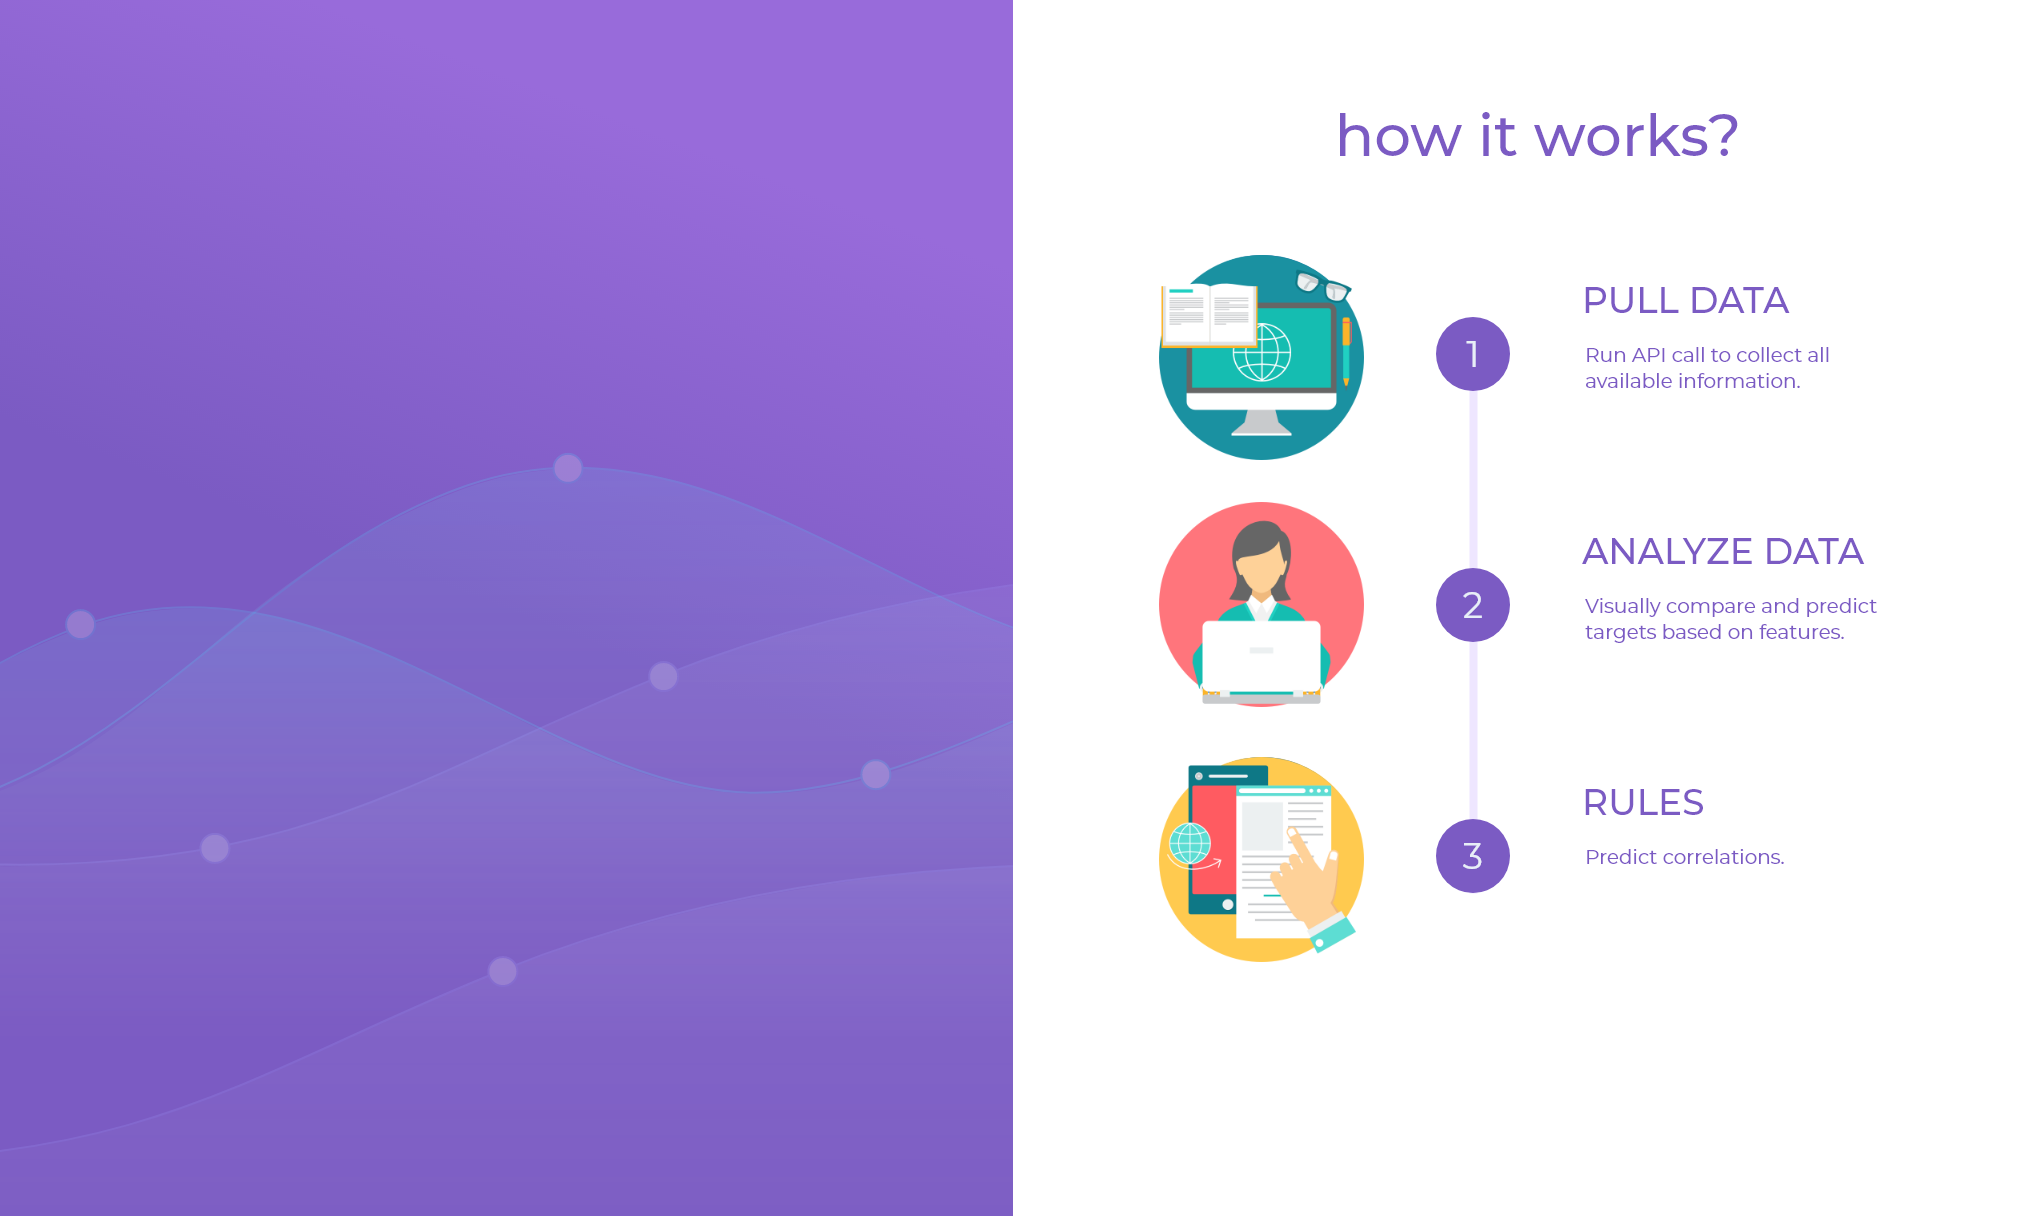 how it works?
1
PULL DATA
Run API call to collect all
available information.
2
ANALYZE DATA
Visually compare and predict
targets based on features.
3
RULES
Predict correlations.